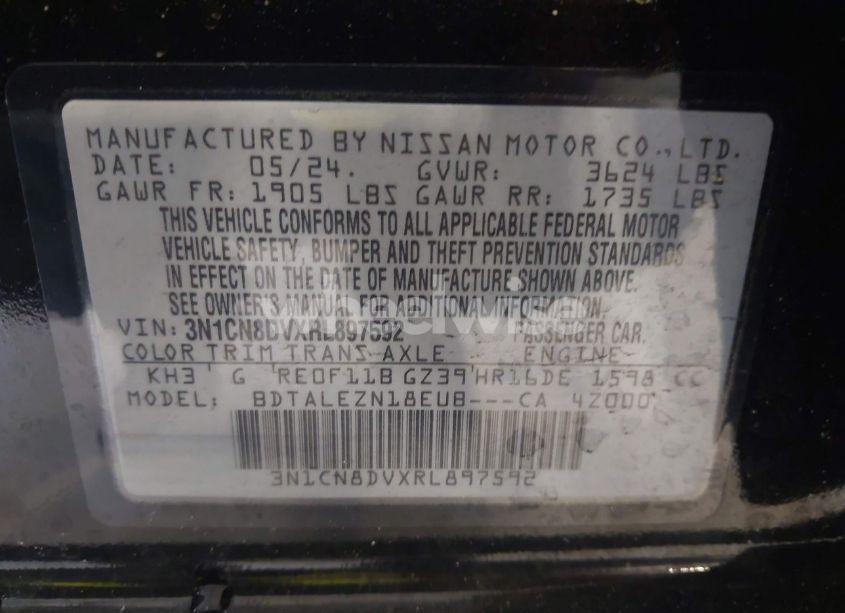 MANUFACTURED BY NISSAN MOTOR CO., LTD.
DATE: 05/24. GVWR: 3624 LBS
GAWR FR: 1905 LBS GAWR RR: 1735 LBS
THIS VEHICLE CONFORMS TO ALL APPLICABLE FEDERAL MOTOR
VEHICLE SAFETY, BUMPER AND THEFT PREVENTION STANDARDS
IN EFFECT ON THE DATE OF MANUFACTURE SHOWN ABOVE.
SEE OWNER'S MANUAL FOR ADDITIONAL INFORMATION
VIN: 3N1CN8DVXRL897592 PASSENGER CAR.
COLOR TRIM TRANS AXLE ENGINE
KH3 G RE0F11B GZ39 HR16DE 1598 CC
MODEL: BDTALEZN18EUB---CA 4Z000
3N1CN8DVXRL897592